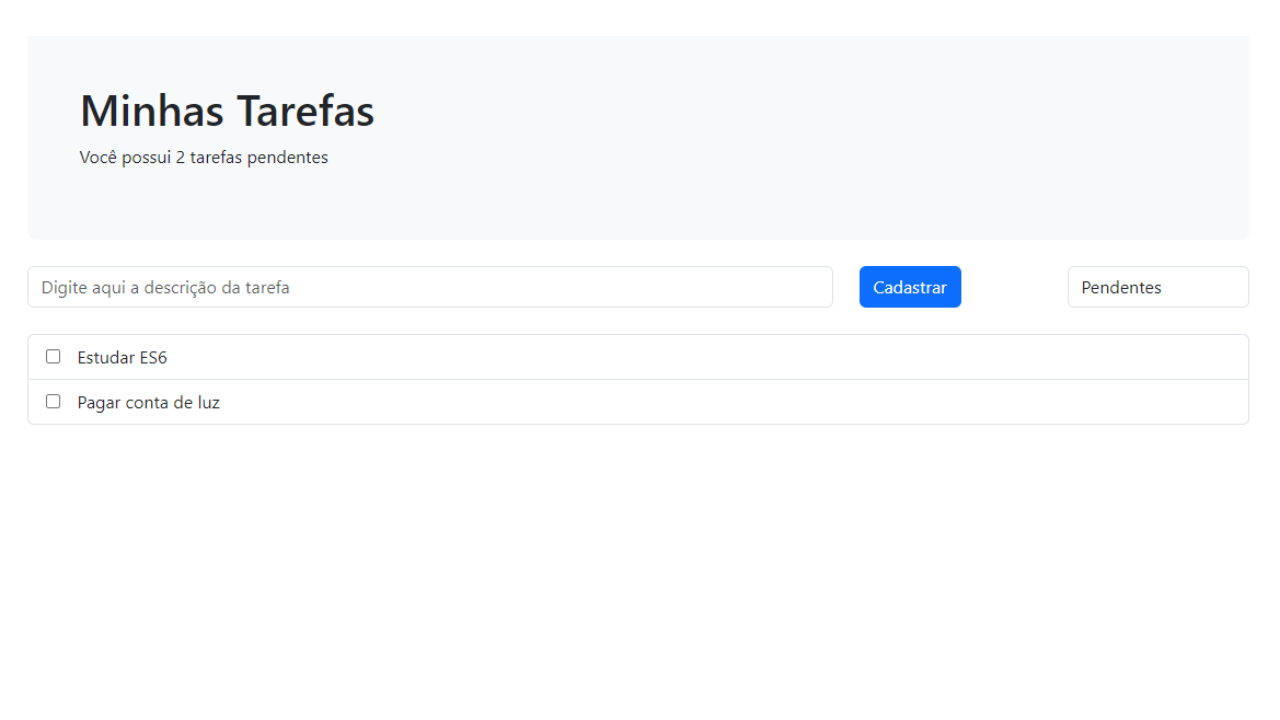 Minhas Tarefas
Você possui 2 tarefas pendentes
Digite aqui a descrição da tarefa
Cadastrar
Pendentes
Estudar ES6
Pagar conta de luz